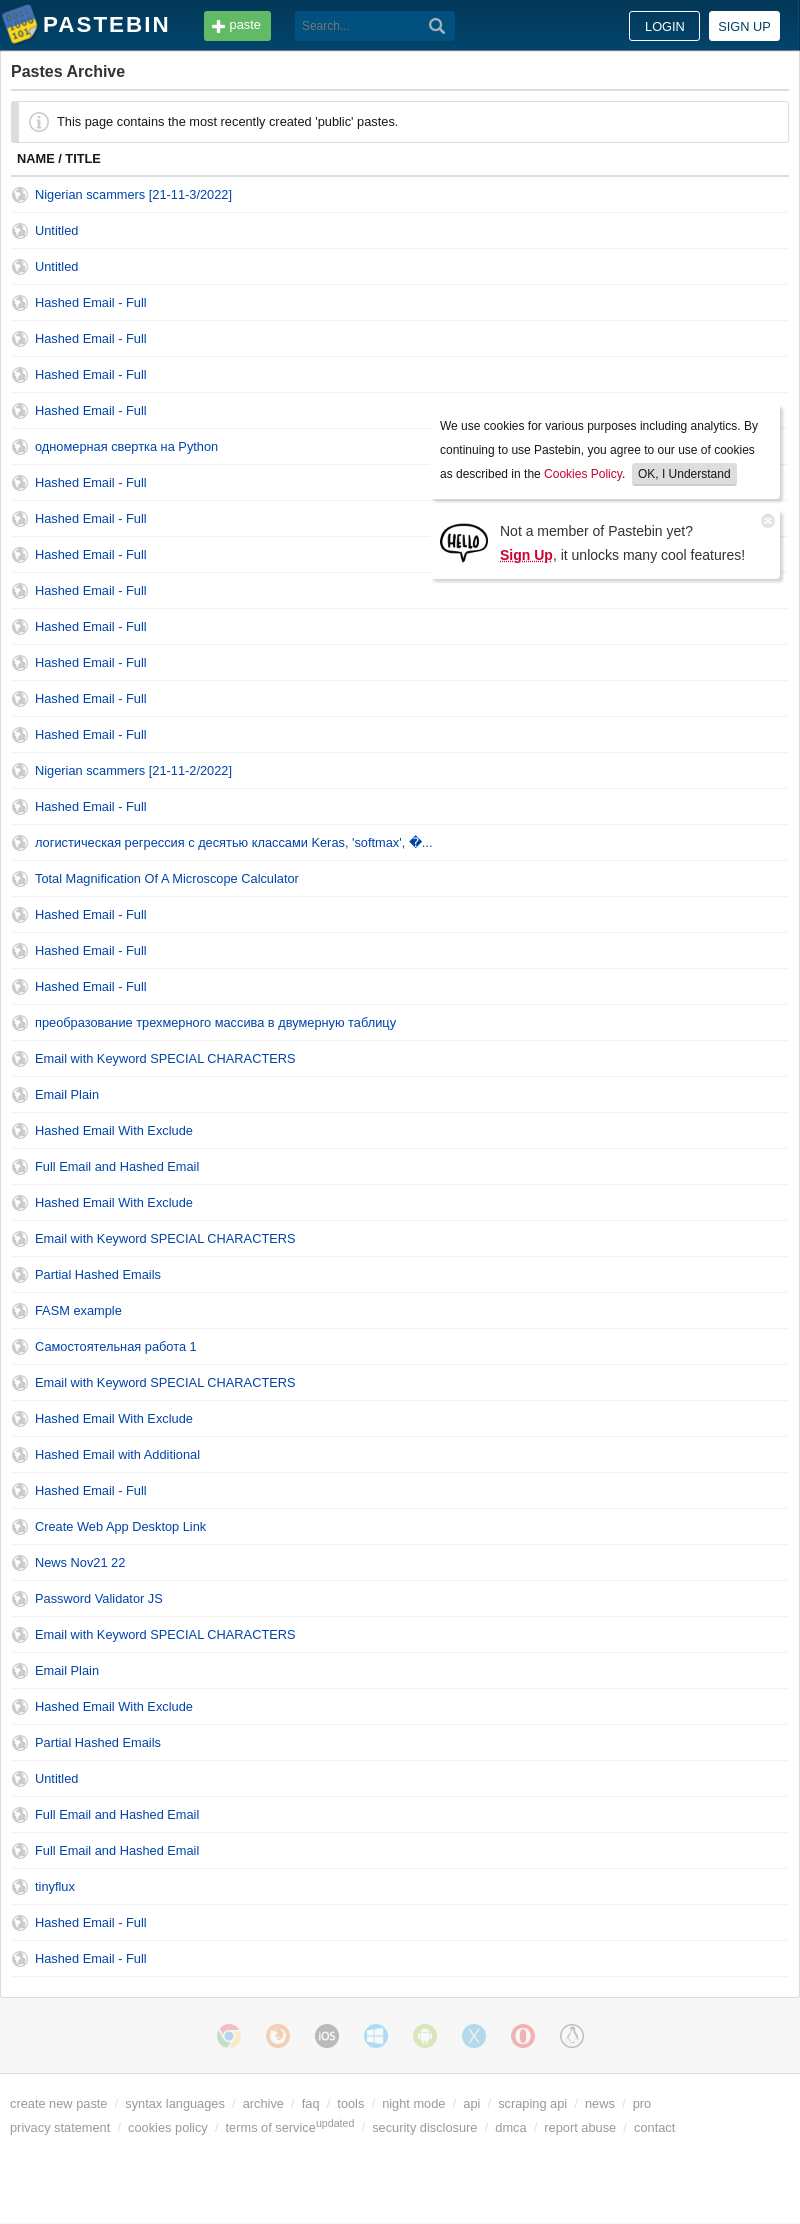 PASTEBIN
paste
Search...
LOGIN
SIGN UP
Pastes Archive
This page contains the most recently created 'public' pastes.
NAME / TITLE
Nigerian scammers [21-11-3/2022]
Untitled
Untitled
Hashed Email - Full
Hashed Email - Full
Hashed Email - Full
Hashed Email - Full
одномерная свертка на Python
Hashed Email - Full
Hashed Email - Full
Hashed Email - Full
We use cookies for various purposes including analytics. By
continuing to use Pastebin, you agree to our use of cookies
as described in the Cookies Policy. OK, I Understand
HELLO
Not a member of Pastebin yet?
Sign Up, it unlocks many cool features!
Hashed Email - Full
Hashed Email - Full
Hashed Email - Full
Hashed Email - Full
Hashed Email - Full
Nigerian scammers [21-11-2/2022]
Hashed Email - Full
логистическая регрессия с десятью классами Keras, 'softmax', �...
Total Magnification Of A Microscope Calculator
Hashed Email - Full
Hashed Email - Full
Hashed Email - Full
преобразование трехмерного массива в двумерную таблицу
Email with Keyword SPECIAL CHARACTERS
Email Plain
Hashed Email With Exclude
Full Email and Hashed Email
Hashed Email With Exclude
Email with Keyword SPECIAL CHARACTERS
Partial Hashed Emails
FASM example
Самостоятельная работа 1
Email with Keyword SPECIAL CHARACTERS
Hashed Email With Exclude
Hashed Email with Additional
Hashed Email - Full
Create Web App Desktop Link
News Nov21 22
Password Validator JS
Email with Keyword SPECIAL CHARACTERS
Email Plain
Hashed Email With Exclude
Partial Hashed Emails
Untitled
Full Email and Hashed Email
Full Email and Hashed Email
tinyflux
Hashed Email - Full
Hashed Email - Full
iOS
create new paste / syntax languages / archive / faq / tools / night mode / api / scraping api / news / pro
privacy statement / cookies policy / terms of serviceupdated / security disclosure / dmca / report abuse / contact